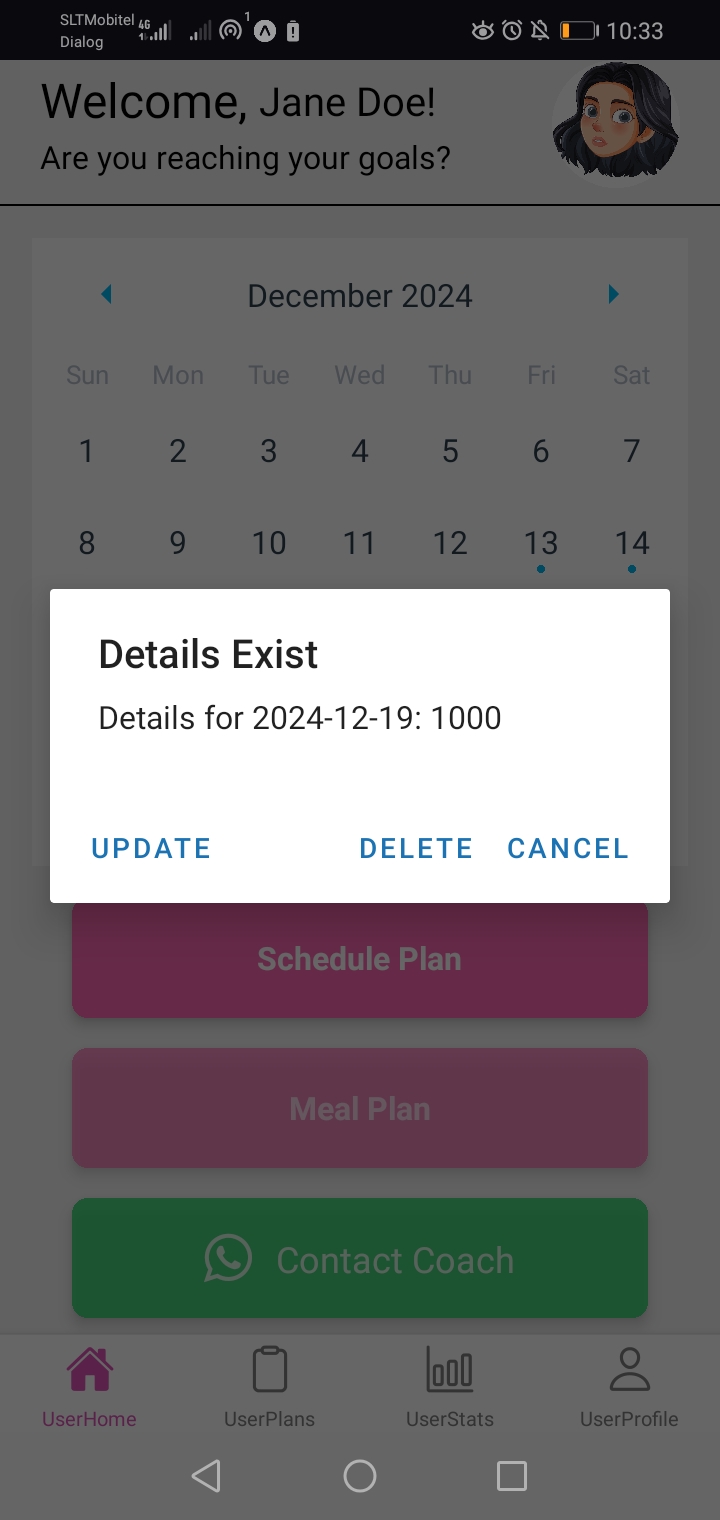 SLTMobitel 4G 1
Dialog
10:33
Welcome, Jane Doe!
Are you reaching your goals?
December 2024
Sun Mon Tue Wed Thu Fri Sat
1 2 3 4 5 6 7
8 9 10 11 12 13 14
Details Exist
Details for 2024-12-19: 1000
UPDATE DELETE CANCEL
Schedule Plan
Meal Plan
Contact Coach
UserHome UserPlans UserStats UserProfile